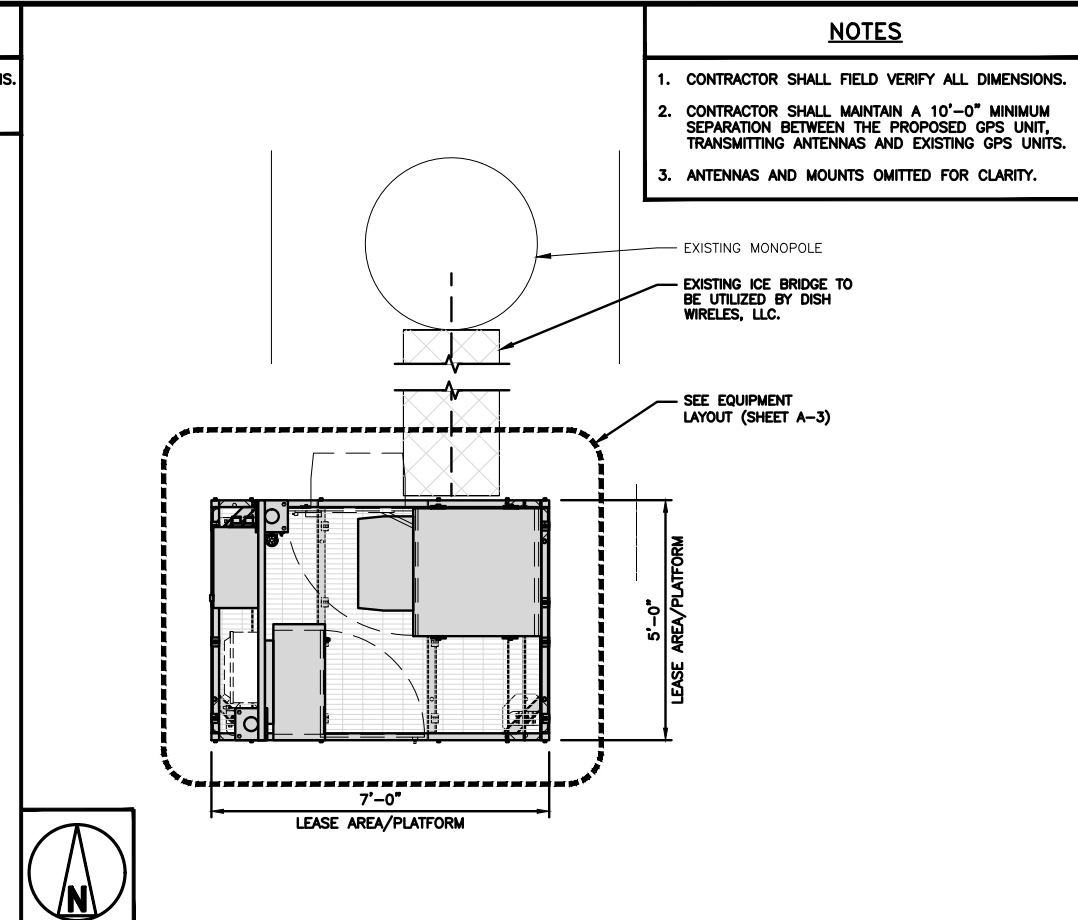 NS.
NOTES
1. CONTRACTOR SHALL FIELD VERIFY ALL DIMENSIONS.
2. CONTRACTOR SHALL MAINTAIN A 10'-0" MINIMUM
SEPARATION BETWEEN THE PROPOSED GPS UNIT,
TRANSMITTING ANTENNAS AND EXISTING GPS UNITS.
3. ANTENNAS AND MOUNTS OMITTED FOR CLARITY.
EXISTING MONOPOLE
EXISTING ICE BRIDGE TO
BE UTILIZED BY DISH
WIRELES, LLC.
SEE EQUIPMENT
LAYOUT (SHEET A-3)
5'-0"
LEASE AREA/PLATFORM
7'-0"
LEASE AREA/PLATFORM
N